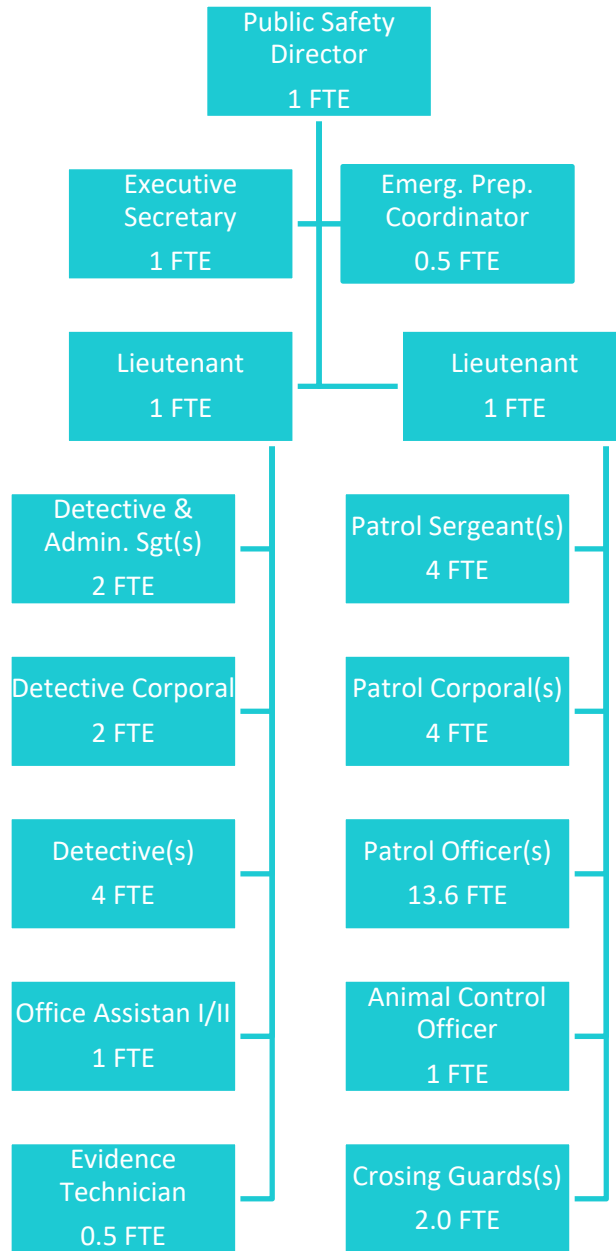 Public Safety
Director
1 FTE
Executive
Secretary
1 FTE
Emerg. Prep.
Coordinator
0.5 FTE
Lieutenant
1 FTE
Lieutenant
1 FTE
Detective &
Admin. Sgt(s)
2 FTE
Detective Corporal
2 FTE
Detective(s)
4 FTE
Office Assistan I/II
1 FTE
Evidence
Technician
0.5 FTE
Patrol Sergeant(s)
4 FTE
Patrol Corporal(s)
4 FTE
Patrol Officer(s)
13.6 FTE
Animal Control
Officer
1 FTE
Crosing Guards(s)
2.0 FTE